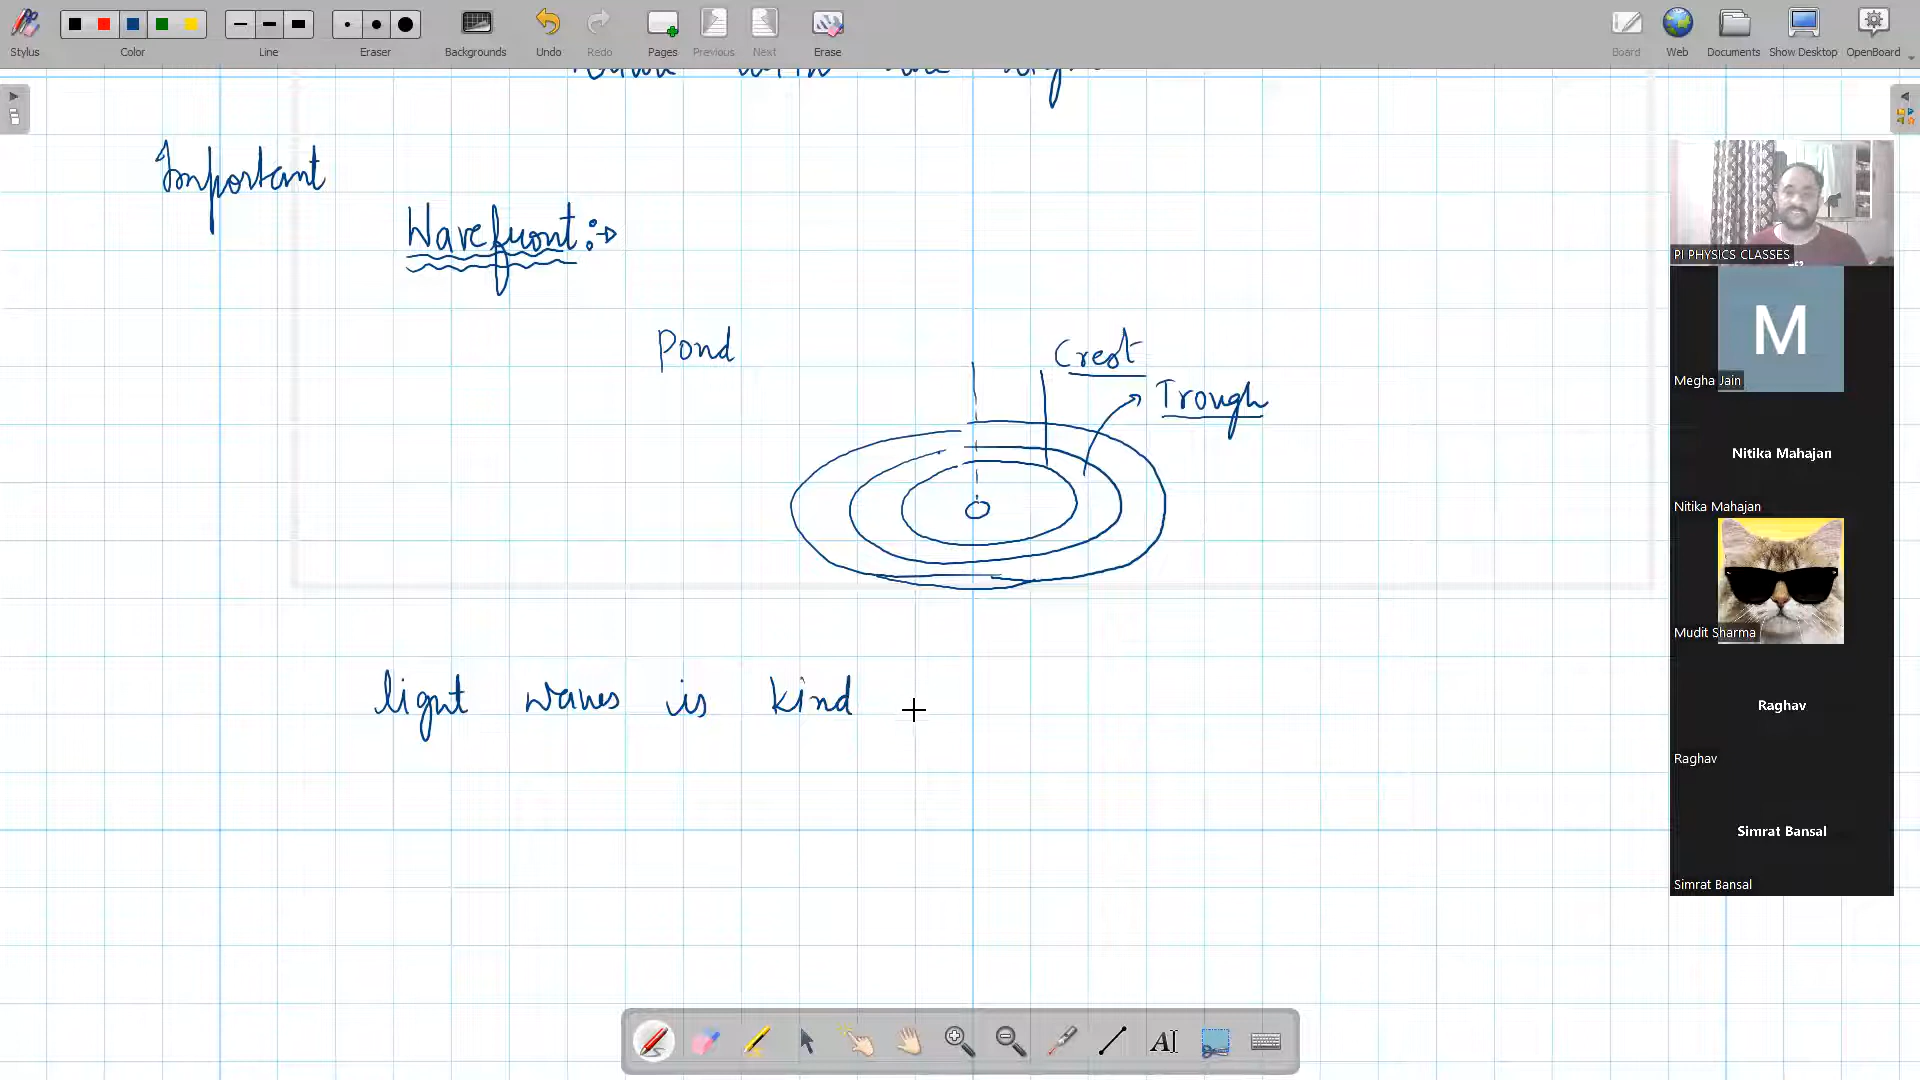 Stylus Color Line Eraser Backgrounds Undo Redo Pages Previous Next Erase Board Web Documents Show Desktop OpenBoard
Important
Wavefront :→
Pond
Crest
Trough
light waves is kind
PI PHYSICS CLASSES
M
Megha Jain
Nitika Mahajan
Nitika Mahajan
Mudit Sharma
Raghav
Raghav
Simrat Bansal
Simrat Bansal